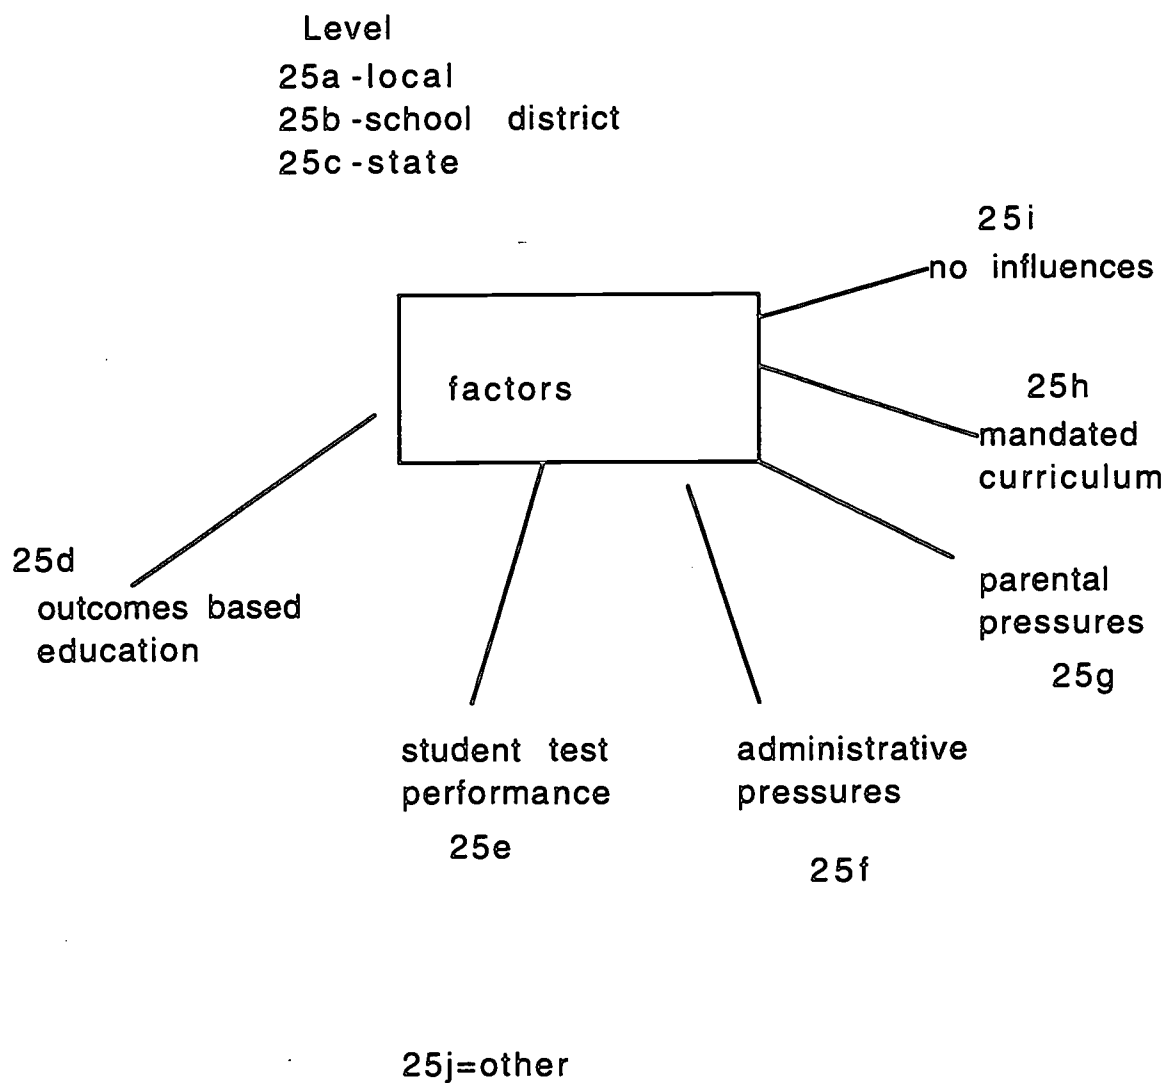 Level
25a -local
25b -school district
25c -state
25i
no influences
factors
25h
mandated
curriculum
25d
outcomes based
education
parental
pressures
25g
student test
performance
25e
administrative
pressures
25f
25j=other